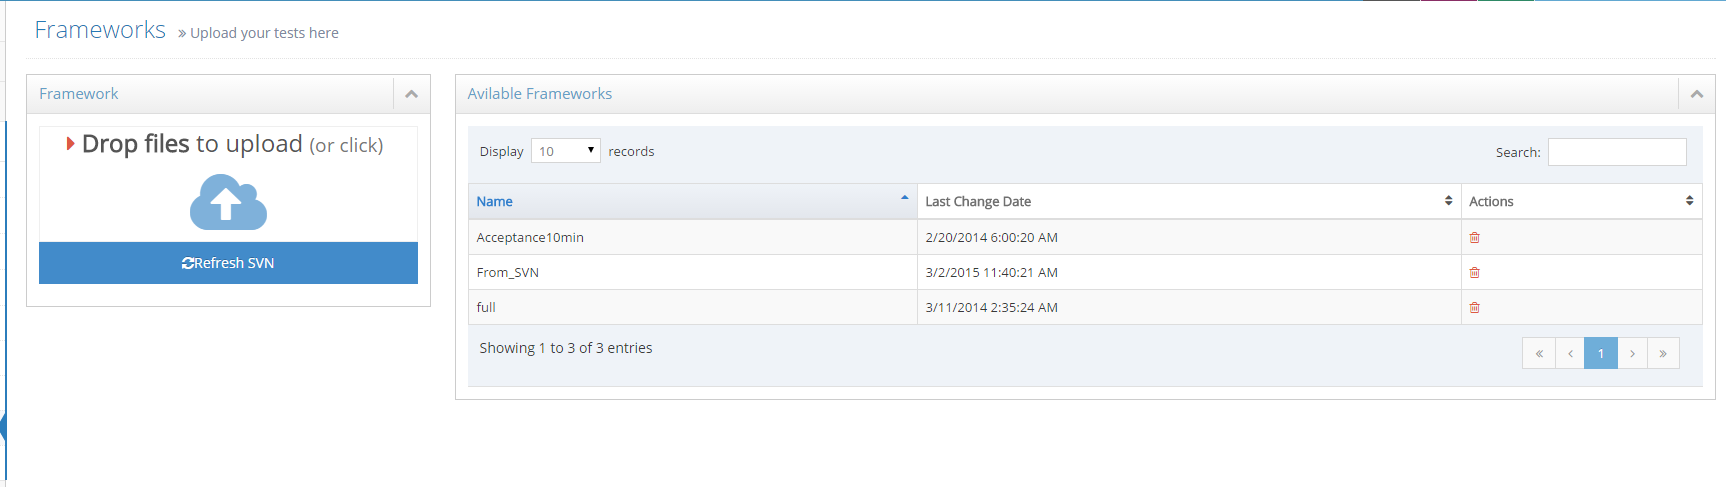 Frameworks » Upload your tests here
Framework
Drop files to upload (or click)
Refresh SVN
Avilable Frameworks
Display 10 records
Search:
Name Last Change Date Actions
Acceptance10min 2/20/2014 6:00:20 AM
From_SVN 3/2/2015 11:40:21 AM
full 3/11/2014 2:35:24 AM
Showing 1 to 3 of 3 entries
« ‹ 1 › »